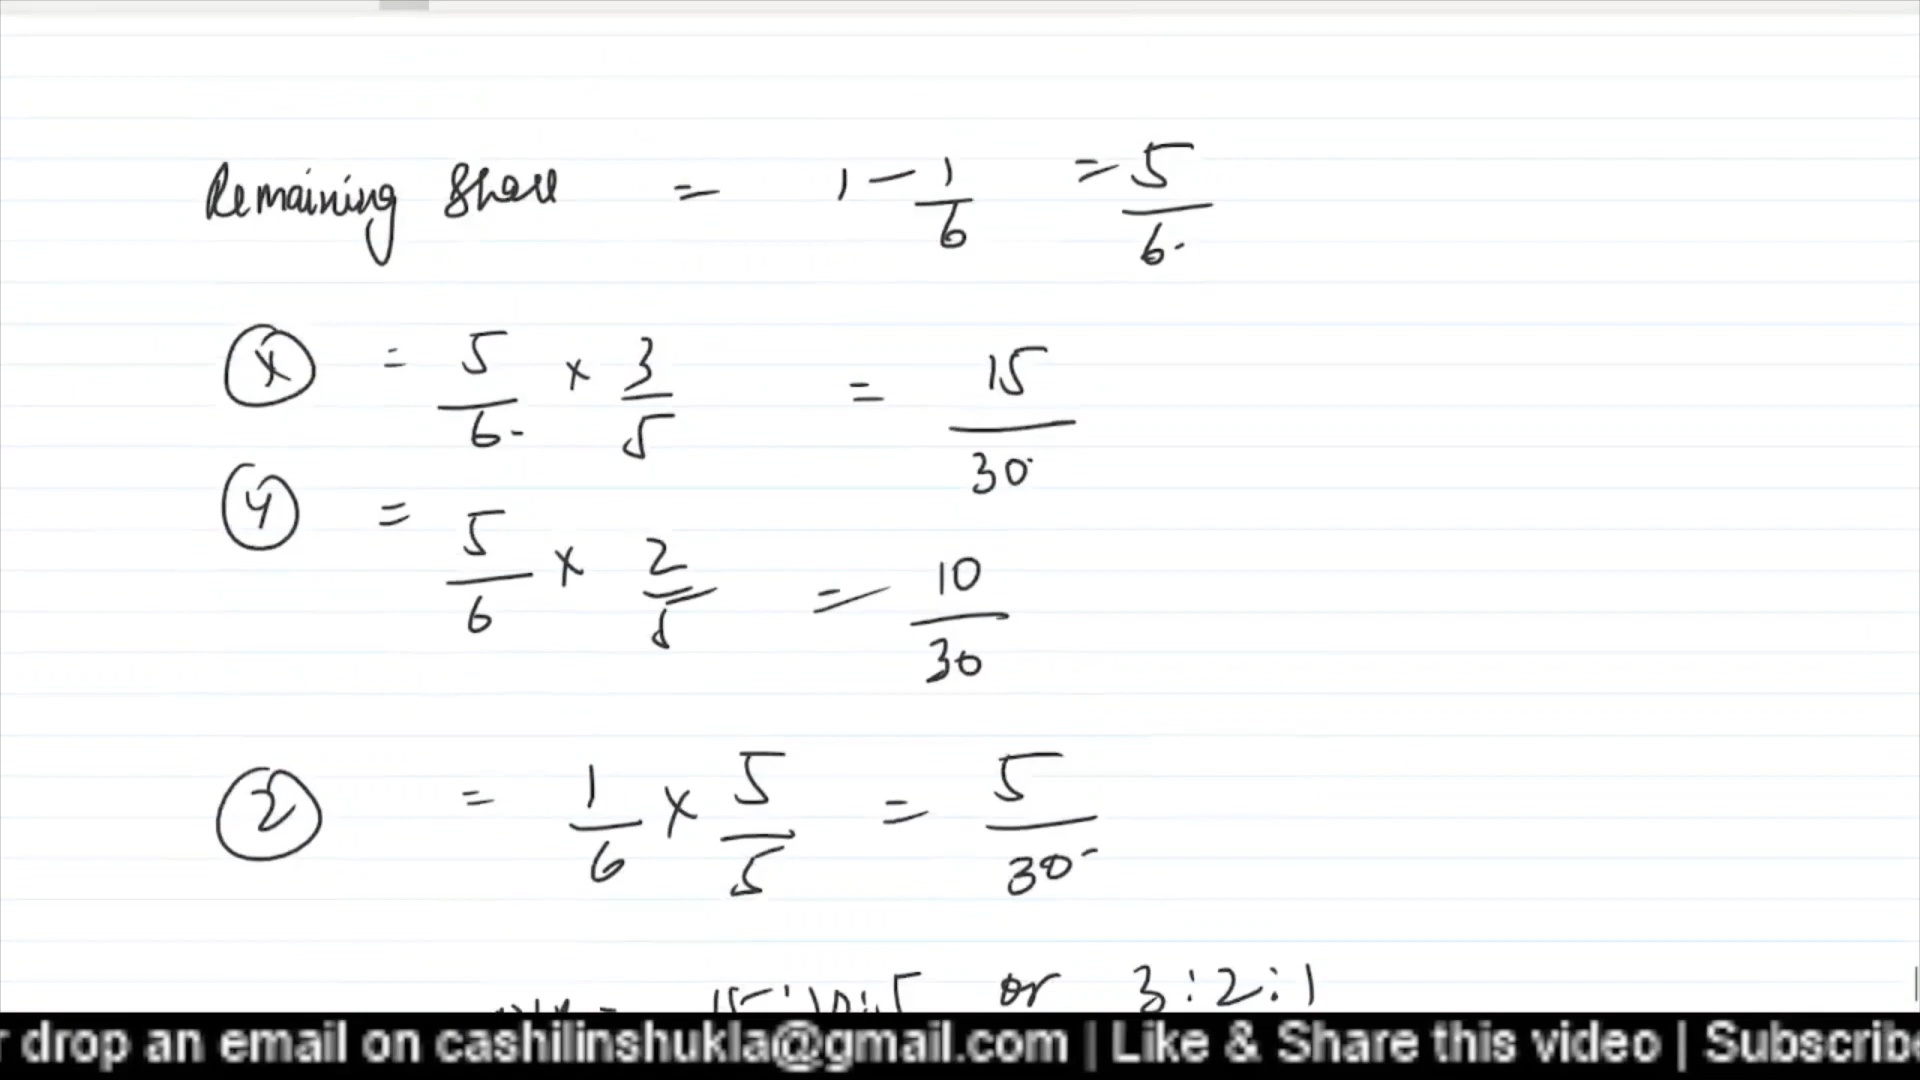 Remaining Share = 1 - 1/6 = 5/6
X = 5/6 x 3/5 = 15/30
Y = 5/6 x 2/5 = 10/30
Z = 1/6 x 5/5 = 5/30
15:10:5 or 3:2:1
drop an email on cashilinshukla@gmail.com | Like & Share this video | Subscribe